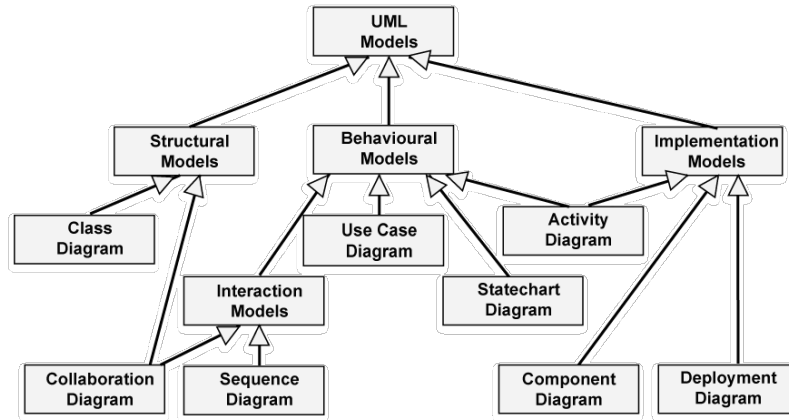 UML
Models
Structural
Models
Behavioural
Models
Implementation
Models
Class
Diagram
Use Case
Diagram
Activity
Diagram
Interaction
Models
Statechart
Diagram
Collaboration
Diagram
Sequence
Diagram
Component
Diagram
Deployment
Diagram